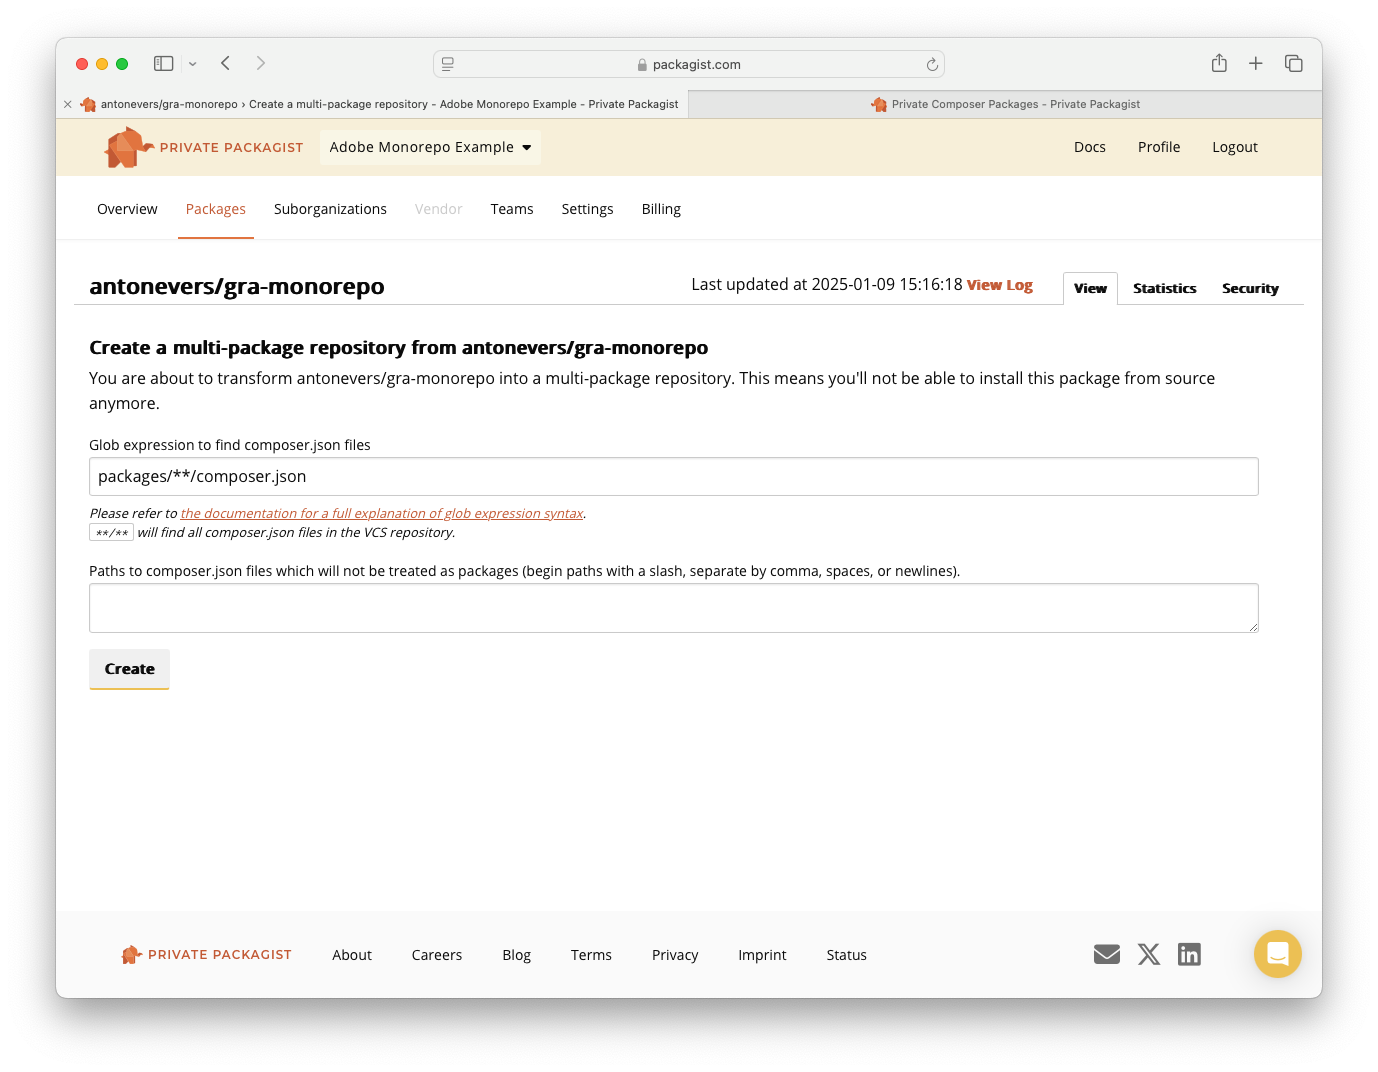 packagist.com
antonevers/gra-monorepo › Create a multi-package repository - Adobe Monorepo Example - Private Packagist
Private Composer Packages - Private Packagist
PRIVATE PACKAGIST
Adobe Monorepo Example
Docs
Profile
Logout
Overview
Packages
Suborganizations
Vendor
Teams
Settings
Billing
antonevers/gra-monorepo
Last updated at 2025-01-09 15:16:18 View Log
View
Statistics
Security
Create a multi-package repository from antonevers/gra-monorepo
You are about to transform antonevers/gra-monorepo into a multi-package repository. This means you'll not be able to install this package from source
anymore.
Glob expression to find composer.json files
packages/**/composer.json
Please refer to the documentation for a full explanation of glob expression syntax.
**/** will find all composer.json files in the VCS repository.
Paths to composer.json files which will not be treated as packages (begin paths with a slash, separate by comma, spaces, or newlines).
Create
PRIVATE PACKAGIST
About
Careers
Blog
Terms
Privacy
Imprint
Status